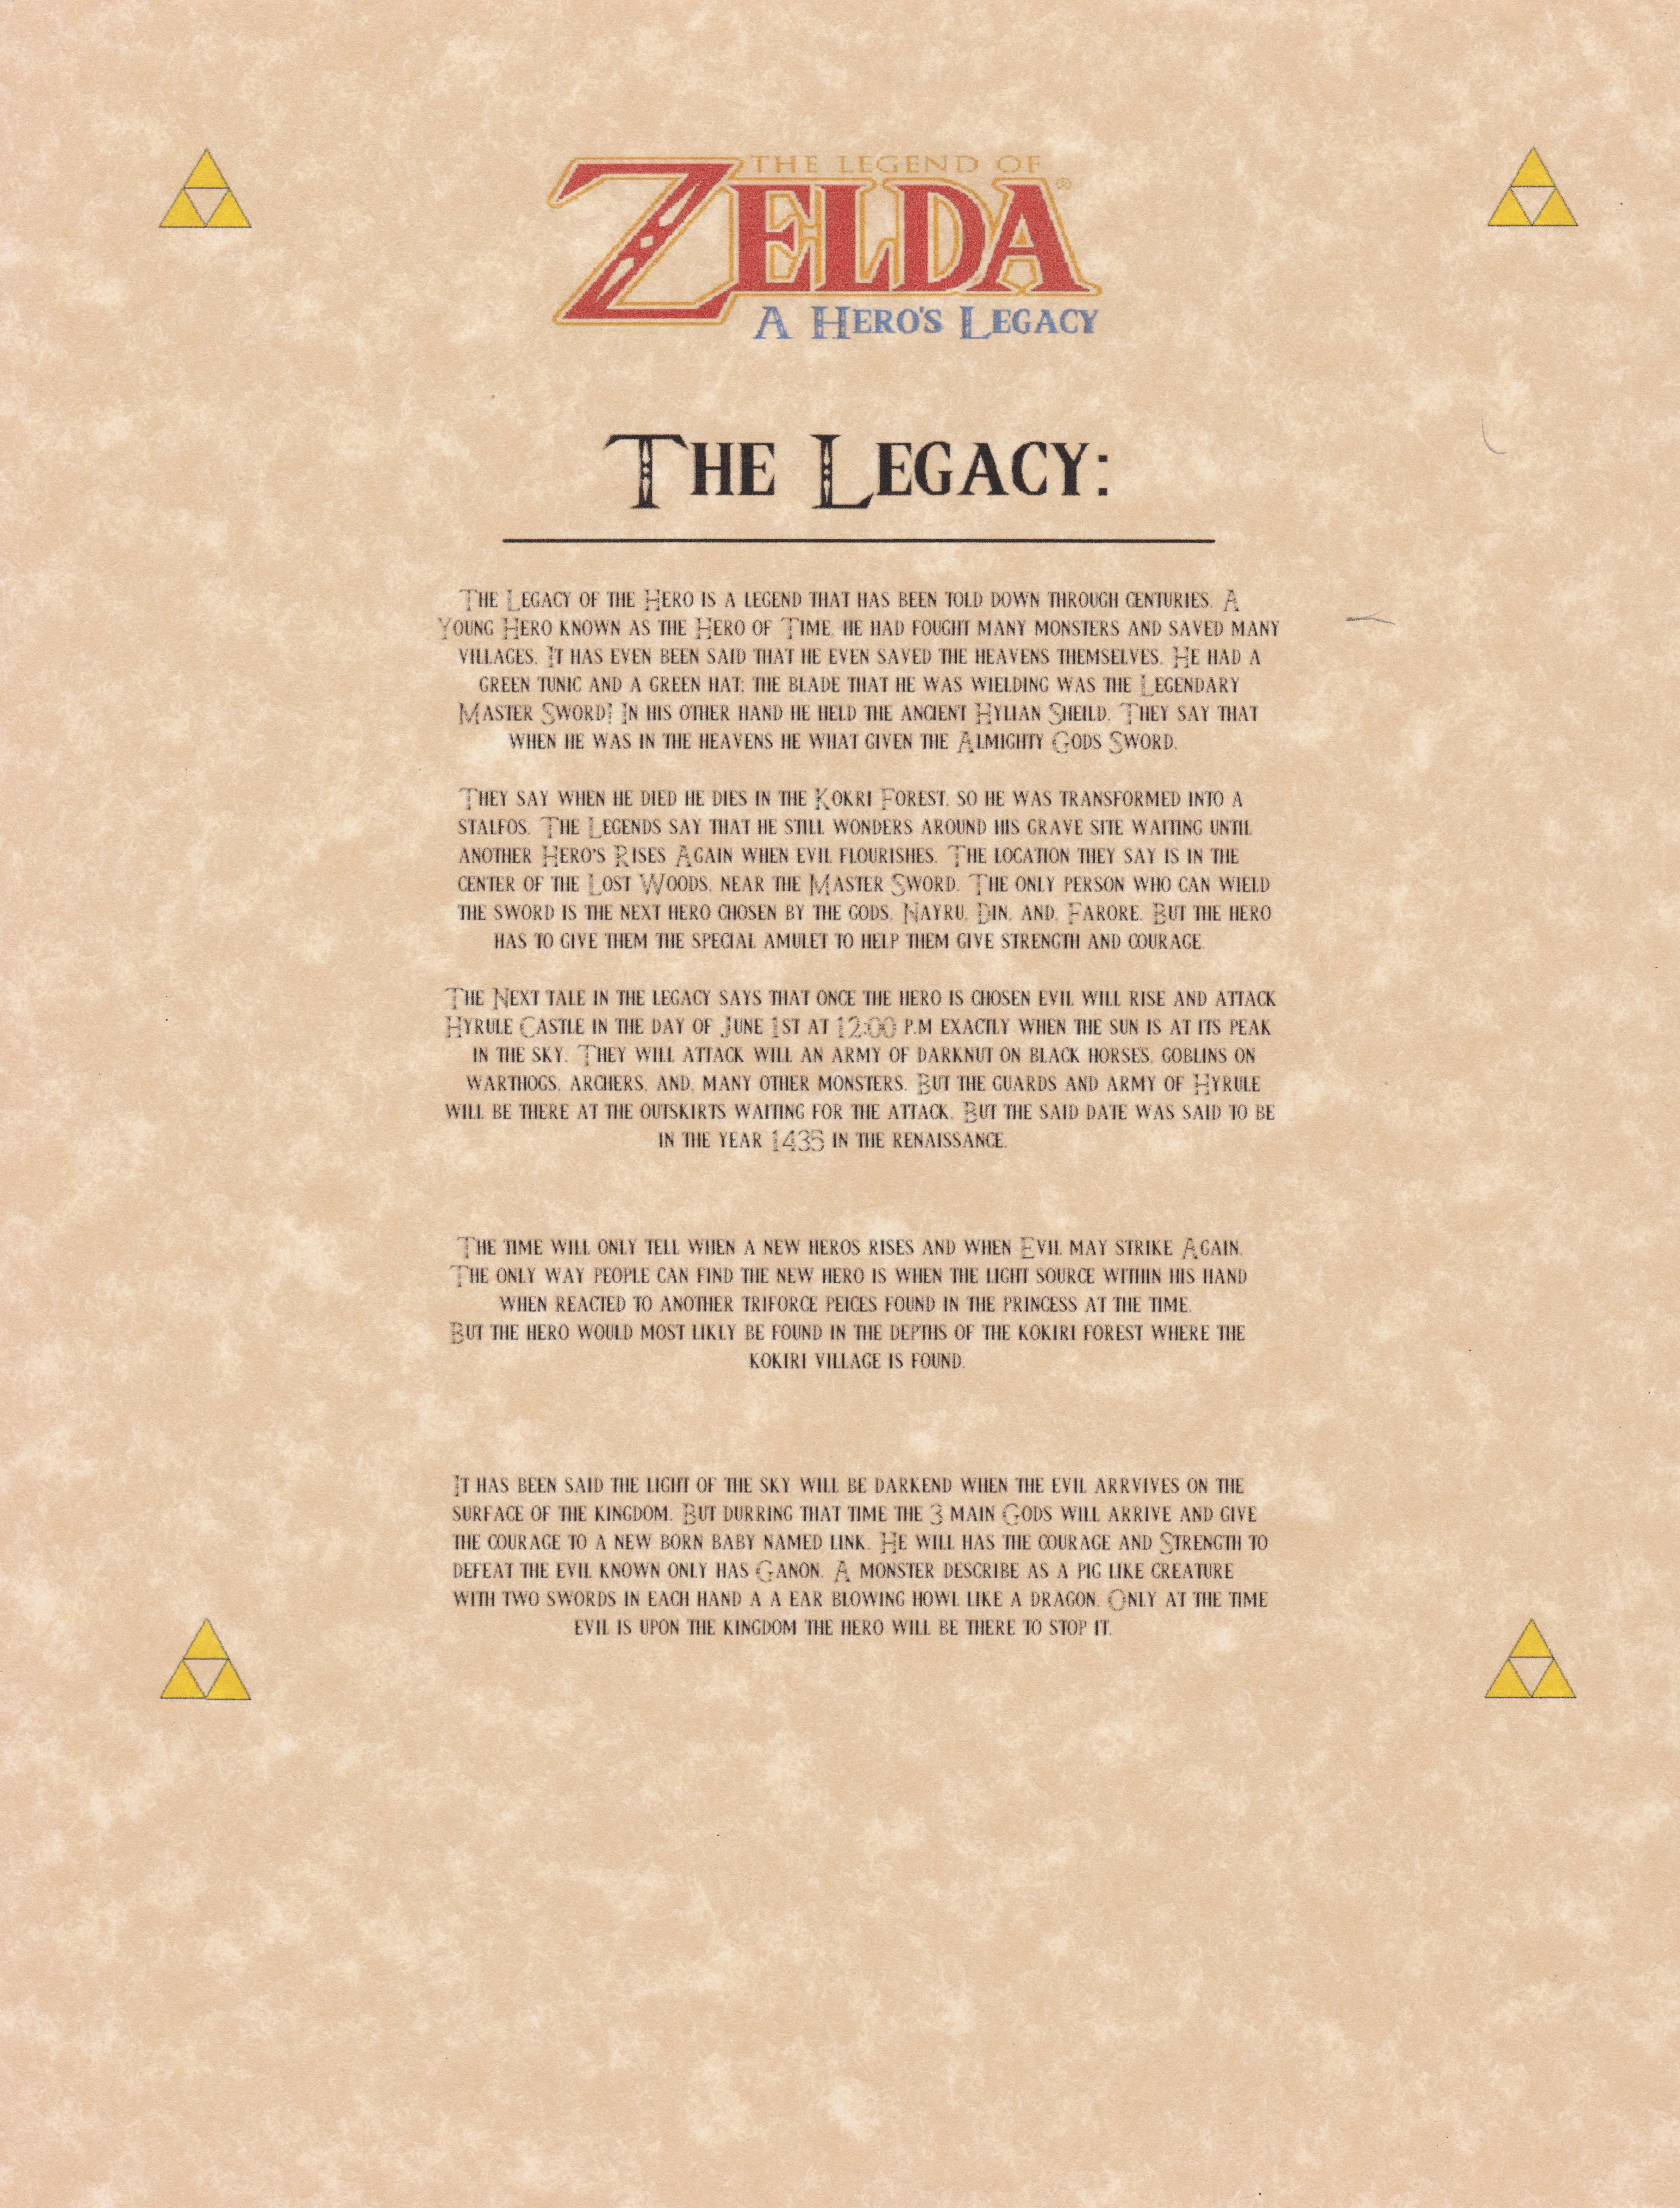 THE LEGEND OF
ZELDA®
A Hero's Legacy
The Legacy:
The Legacy of the Hero is a legend that has been told down through centuries. A
Young Hero known as the Hero of Time. he had fought many monsters and saved many
villages. It has even been said that he even saved the heavens themselves. He had a
green tunic and a green hat; the blade that he was wielding was the Legendary
Master Sword! In his other hand he held the ancient Hylian Sheild. They say that
when he was in the heavens he what given the Almighty Gods Sword.
They say when he died he dies in the Kokri Forest, so he was transformed into a
stalfos. The Legends say that he still wonders around his grave site waiting until
another Hero's Rises Again when evil flourishes. The location they say is in the
center of the Lost Woods, near the Master Sword. The only person who can wield
the sword is the next hero chosen by the gods, Nayru, Din, and, Farore. But the hero
has to give them the special amulet to help them give strength and courage.
The Next tale in the legacy says that once the hero is chosen evil will rise and attack
Hyrule Castle in the day of June 1st at 12:00 p.m exactly when the sun is at its peak
in the sky. They will attack will an army of darknut on black horses, goblins on
warthogs, archers, and, many other monsters. But the guards and army of Hyrule
will be there at the outskirts waiting for the attack. But the said date was said to be
in the year 1435 in the renaissance.
The time will only tell when a new heros rises and when Evil may strike Again.
The only way people can find the new hero is when the light source within his hand
when reacted to another triforce peices found in the princess at the time.
But the hero would most likly be found in the depths of the kokiri forest where the
kokiri village is found.
It has been said the light of the sky will be darkend when the evil arrvives on the
surface of the kingdom. But durring that time the 3 main Gods will arrive and give
the courage to a new born baby named link. He will has the courage and Strength to
defeat the evil known only has Ganon. A monster describe as a pig like creature
with two swords in each hand a a ear blowing howl like a dragon. Only at the time
evil is upon the kingdom the hero will be there to stop it.